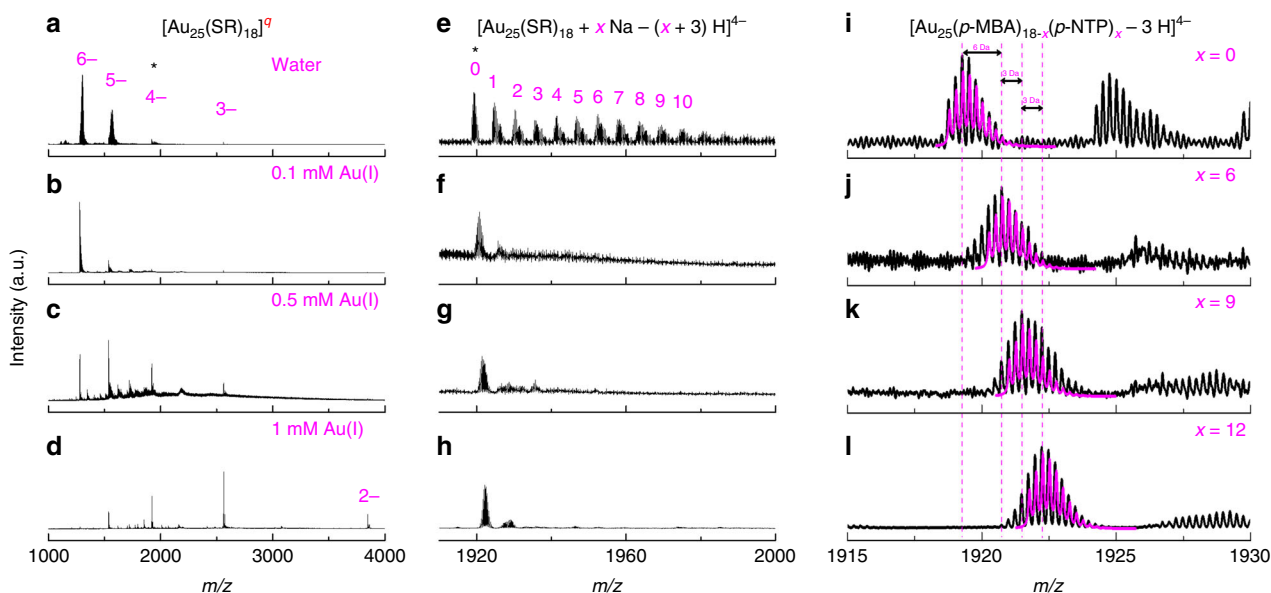 a
[Au25(SR)18]q
6–
5–
*
4–
3–
Water
b
0.1 mM Au(I)
c
0.5 mM Au(I)
d
1 mM Au(I)
2–
1000
2000
3000
4000
m/z
Intensity (a.u.)
e
[Au25(SR)18 + x Na – (x + 3) H]4–
*
0
1
2
3
4
5
6
7
8
9
10
f
g
h
1920
1960
2000
m/z
i
[Au25(p-MBA)18-x(p-NTP)x – 3 H]4–
6 Da
3 Da
3 Da
x = 0
j
x = 6
k
x = 9
l
x = 12
1915
1920
1925
1930
m/z